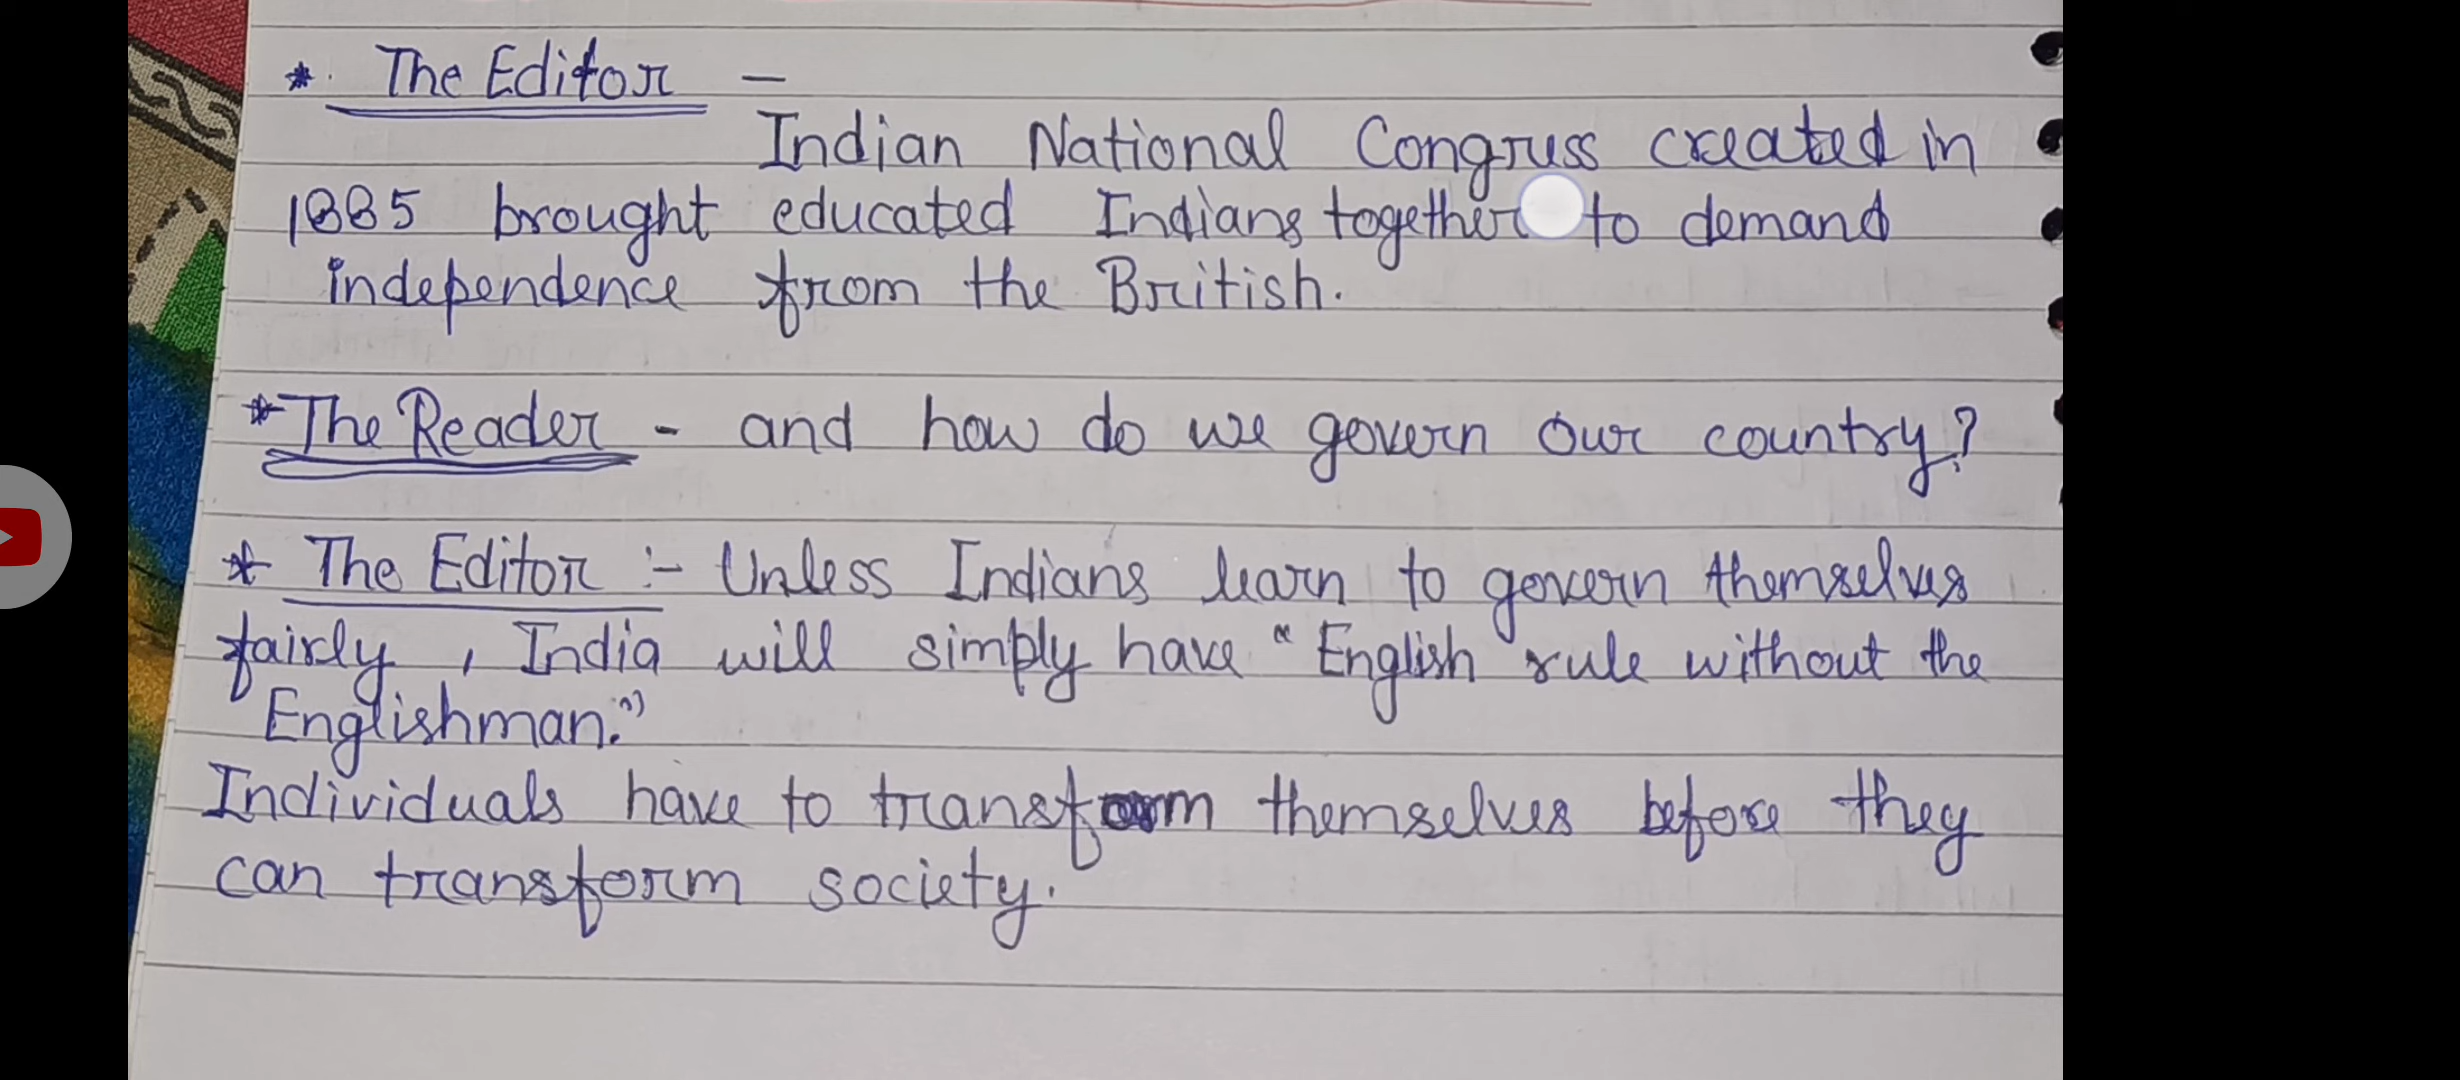 * The Editor -
Indian National Congress created in
1885 brought educated Indians together to demand
independence from the British.
* The Reader - and how do we govern our country?
* The Editor :- Unless Indians learn to govern themselves
fairly, India will simply have "English rule without the
Englishman."
Individuals have to transform themselves before they
can transform society.